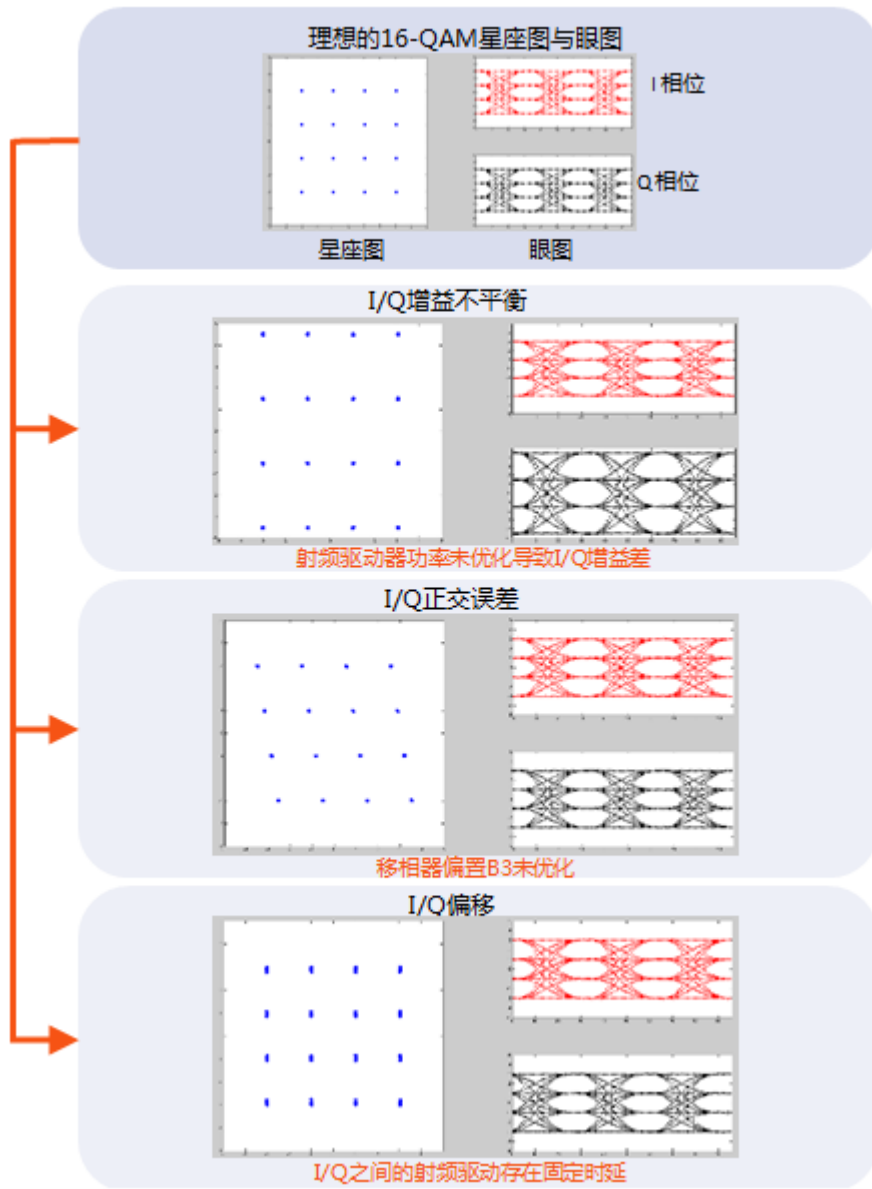 理想的16-QAM星座图与眼图
I相位
Q相位
星座图
眼图
I/Q增益不平衡
射频驱动器功率未优化导致I/Q增益差
I/Q正交误差
移相器偏置B3未优化
I/Q偏移
I/Q之间的射频驱动存在固定时延